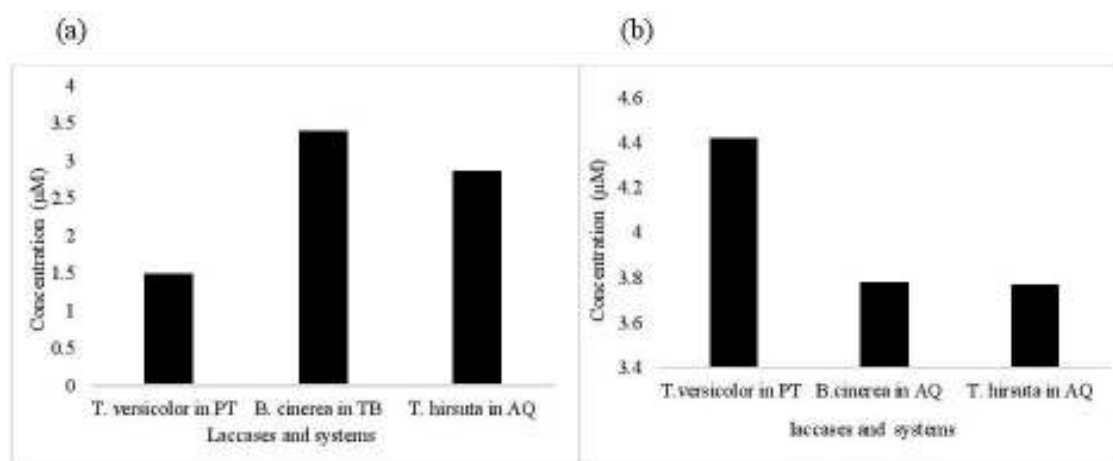 (a)
(b)
Concentration (µM)
4
3.5
3
2.5
2
1.5
1
0.5
0
T. versicolor in PT B. cinerea in TB T. hirsuta in AQ
Laccases and systems
Concentration (µM)
4.6
4.4
4.2
4
3.8
3.6
3.4
T.versicolor in PT B.cinerea in AQ T. hirsuta in AQ
laccases and systems